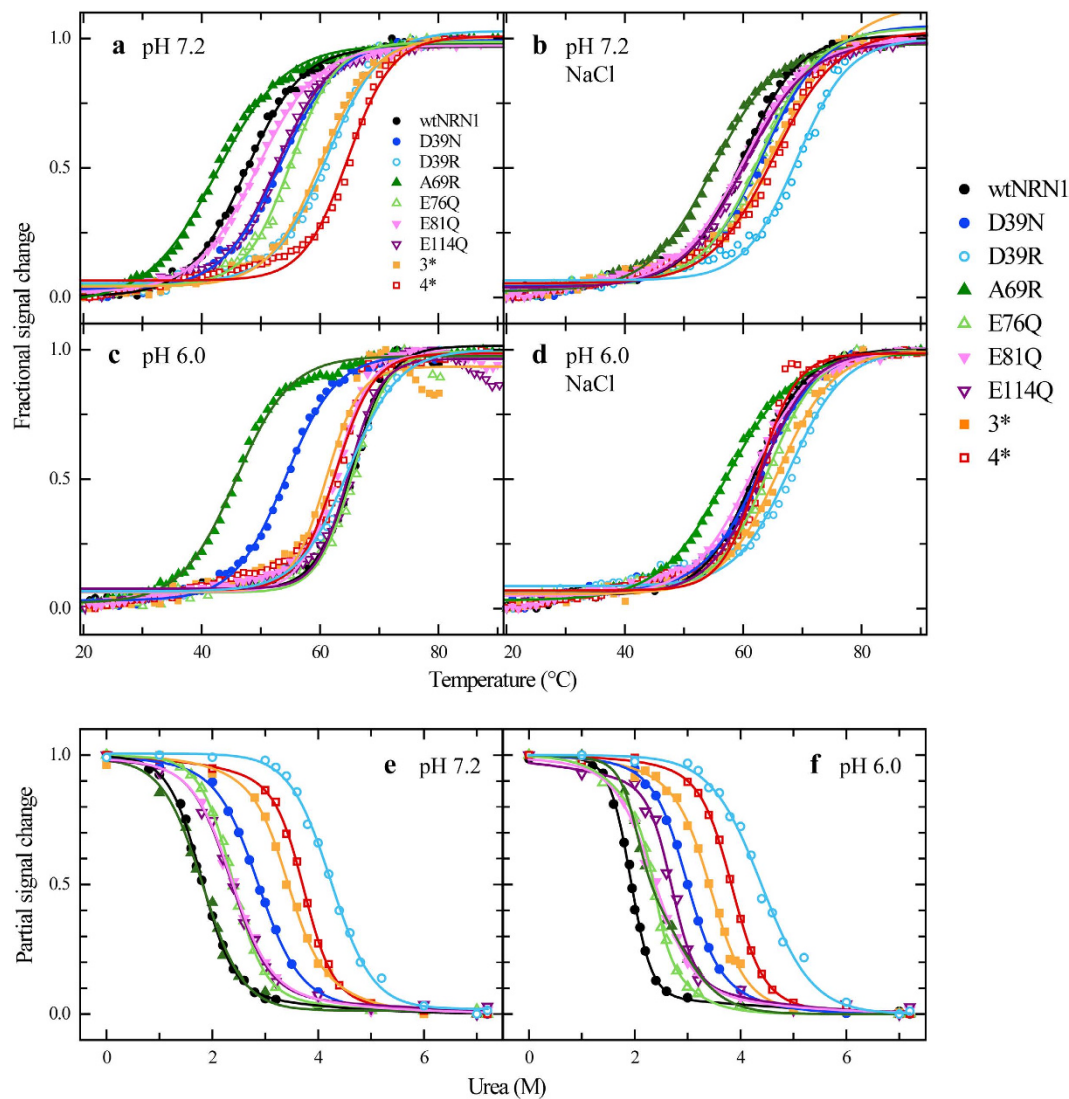 a pH 7.2
b pH 7.2
NaCl
1.0
0.5
0.0
wtNRN1
D39N
D39R
A69R
E76Q
E81Q
E114Q
3*
4*
Fractional signal change
c pH 6.0
d pH 6.0
NaCl
1.0
0.5
0.0
20 40 60 80 20 40 60 80
Temperature (°C)
wtNRN1
D39N
D39R
A69R
E76Q
E81Q
E114Q
3*
4*
e pH 7.2
f pH 6.0
1.0
0.5
0.0
Partial signal change
0 2 4 6 0 2 4 6
Urea (M)